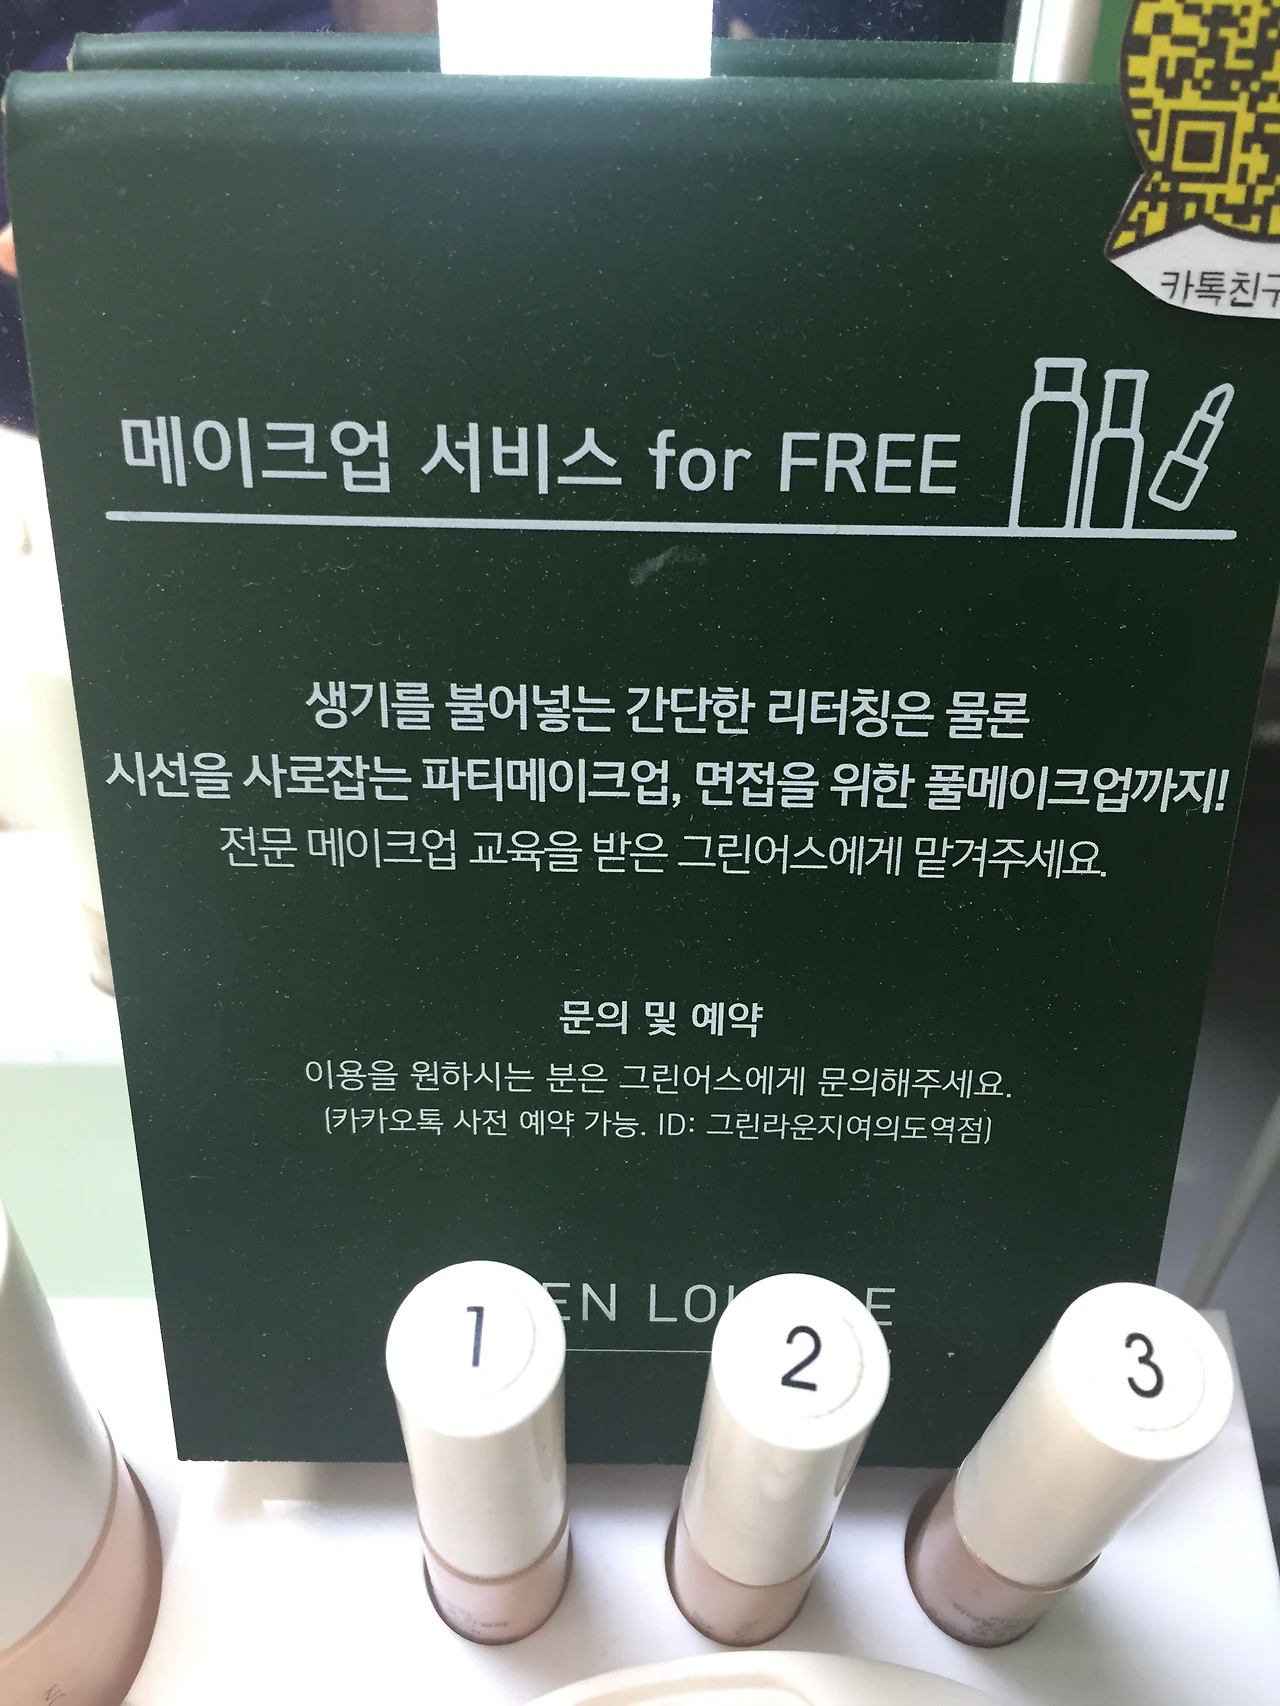 카톡친구
메이크업 서비스 for FREE
생기를 불어넣는 간단한 리터칭은 물론
시선을 사로잡는 파티메이크업, 면접을 위한 풀메이크업까지!
전문 메이크업 교육을 받은 그린어스에게 맡겨주세요.
문의 및 예약
이용을 원하시는 분은 그린어스에게 문의해주세요.
(카카오톡 사전 예약 가능. ID: 그린라운지여의도역점)
1
2
3